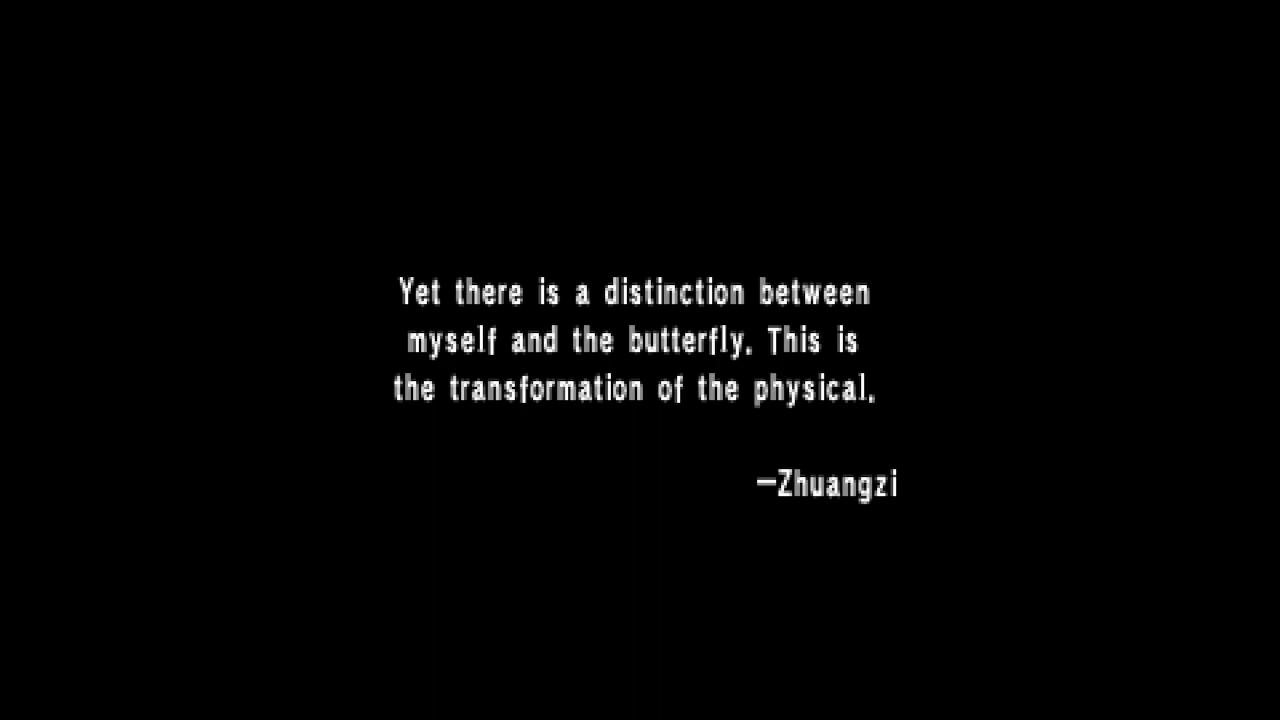 Yet there is a distinction between
myself and the butterfly. This is
the transformation of the physical.
—Zhuangzi